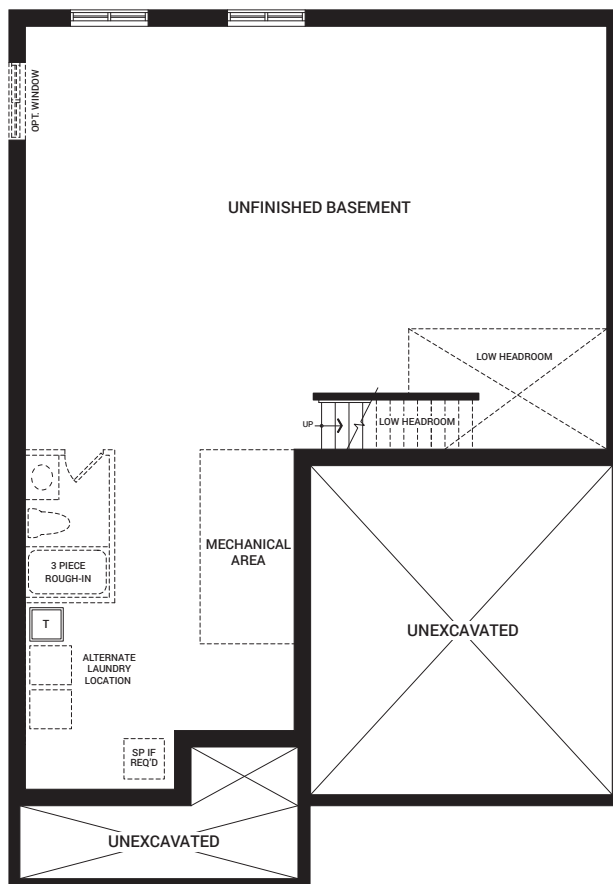 OPT. WINDOW
UNFINISHED BASEMENT
LOW HEADROOM
UP
LOW HEADROOM
MECHANICAL
AREA
3 PIECE
ROUGH-IN
T
UNEXCAVATED
ALTERNATE
LAUNDRY
LOCATION
SP IF
REQ'D
UNEXCAVATED